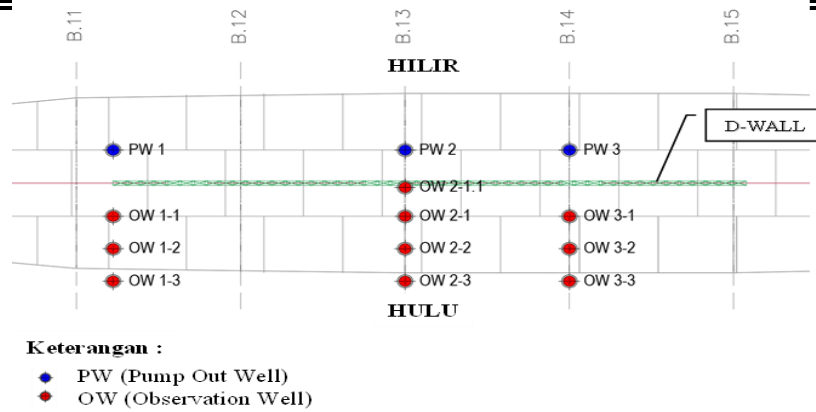 B.11
B.12
B.13
B.14
B.15
HILIR
D-WALL
PW 1
PW 2
PW 3
OW 2-1.1
OW 1-1
OW 2-1
OW 3-1
OW 1-2
OW 2-2
OW 3-2
OW 1-3
OW 2-3
OW 3-3
HULU
Keterangan :
PW (Pump Out Well)
OW (Observation Well)